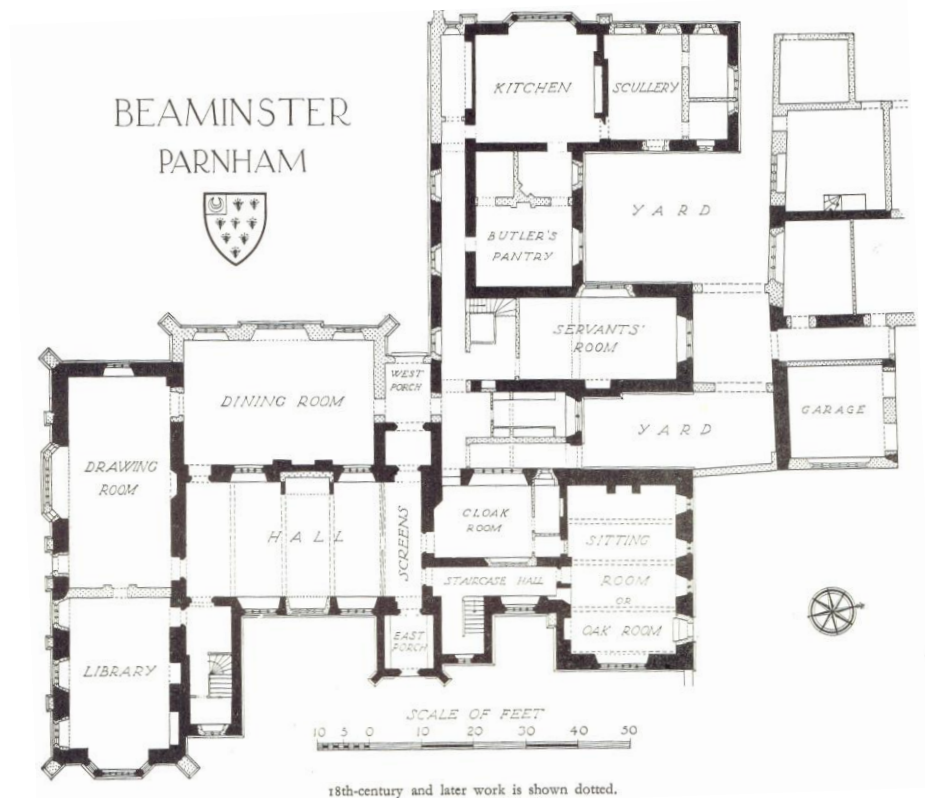 BEAMINSTER
PARNHAM
KITCHEN
SCULLERY
YARD
BUTLER'S
PANTRY
SERVANTS'
ROOM
WEST
PORCH
DINING ROOM
YARD
GARAGE
DRAWING
ROOM
HALL
SCREENS
CLOAK
ROOM
SITTING
ROOM
OR
OAK ROOM
STAIRCASE HALL
EAST
PORCH
LIBRARY
SCALE OF FEET
10 5 0 10 20 30 40 50
18th-century and later work is shown dotted.